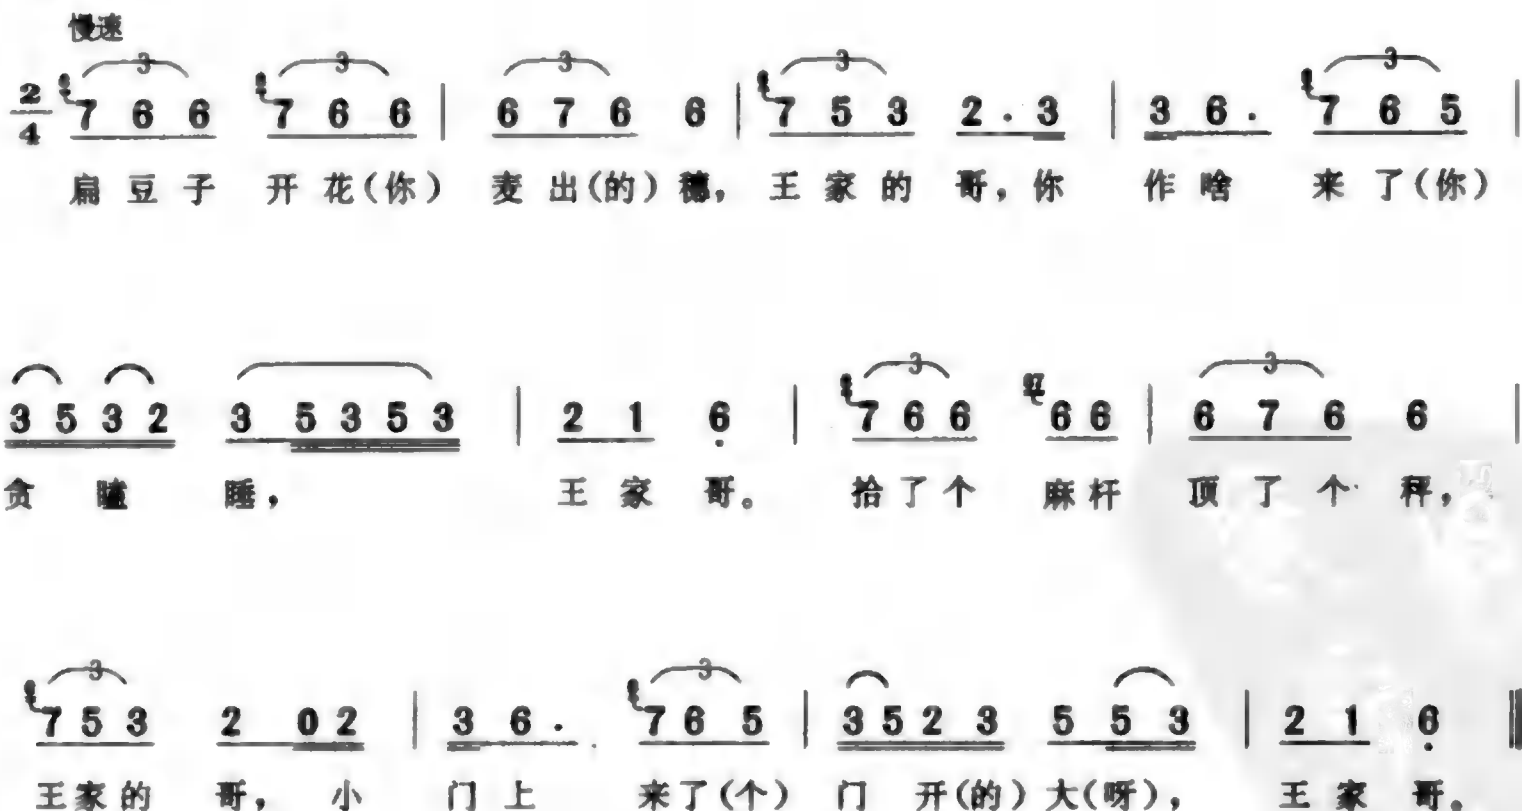 慢速
2/4 7 6 6 7 6 6 | 6 7 6 6 | 7 5 3 2 . 3 | 3 6 . 7 6 5 |
扁豆子 开花(你) 麦出(的)穗, 王家的哥,你 作啥 来了(你)
3 5 3 2 3 5 3 5 3 | 2 1 6 | 7 6 6 6 6 | 6 7 6 6 |
贪瞌睡, 王家哥。 拾了个 麻杆 顶了个秤,
7 5 3 2 0 2 | 3 6 . 7 6 5 | 3 5 2 3 5 5 3 | 2 1 6
王家的哥, 小门上 来了(个) 门开(的)大(呀), 王家哥。